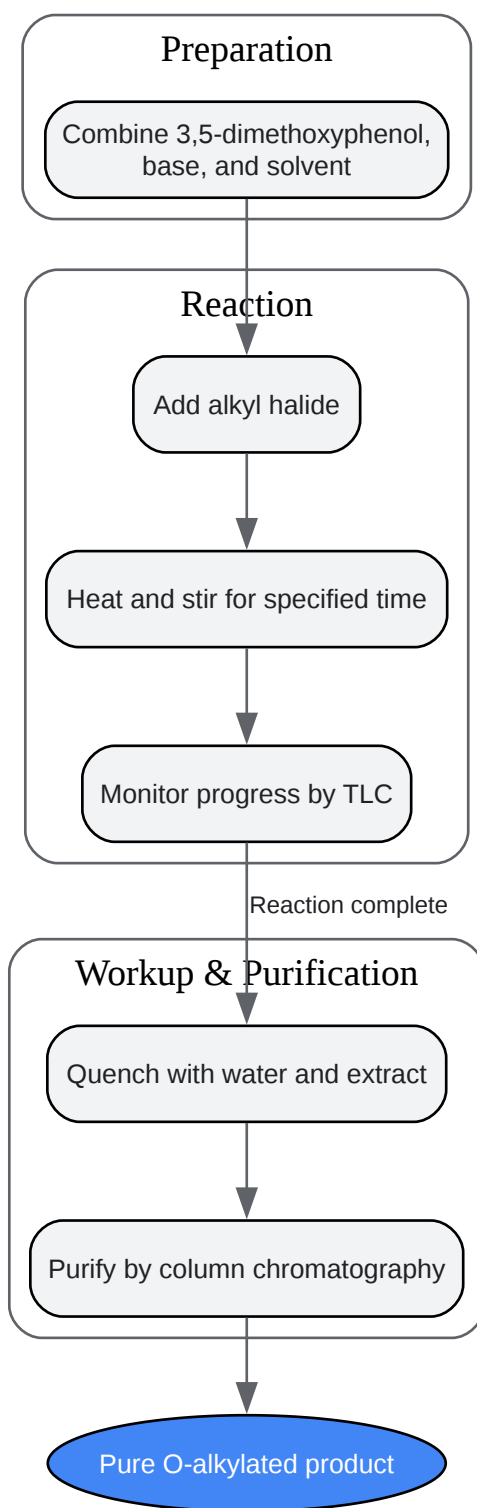 Preparation
Combine 3,5-dimethoxyphenol,
base, and solvent
Reaction
Add alkyl halide
Heat and stir for specified time
Monitor progress by TLC
Reaction complete
Workup & Purification
Quench with water and extract
Purify by column chromatography
Pure O-alkylated product